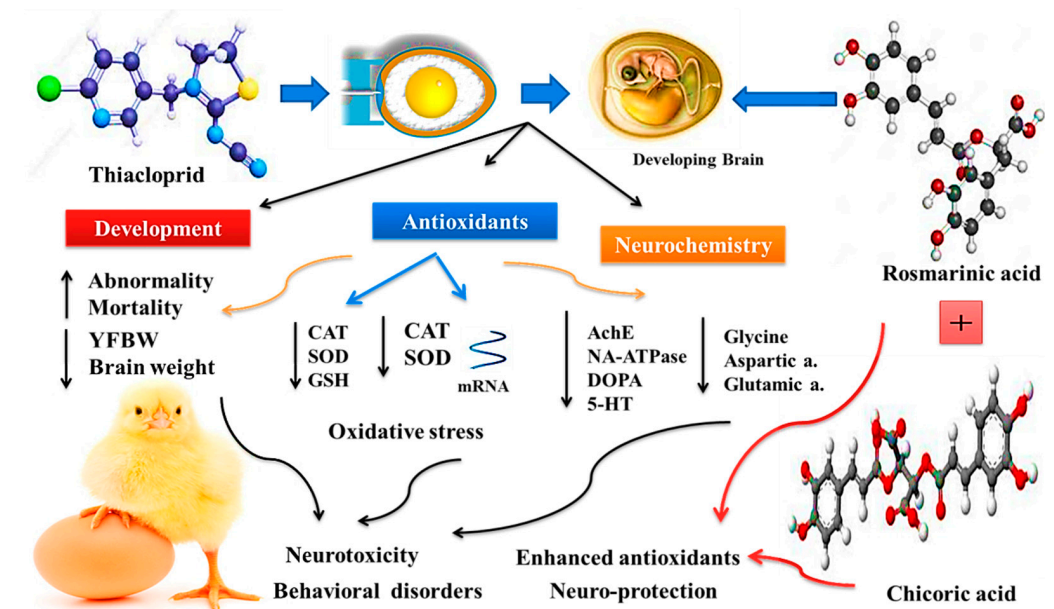 Thiacloprid
Developing Brain
Development
Antioxidants
Neurochemistry
Rosmarinic acid
+
Abnormality
Mortality
YFBW
Brain weight
CAT
SOD
GSH
CAT
SOD
mRNA
AchE
NA-ATPase
DOPA
5-HT
Glycine
Aspartic a.
Glutamic a.
Oxidative stress
Neurotoxicity
Behavioral disorders
Enhanced antioxidants
Neuro-protection
Chicoric acid